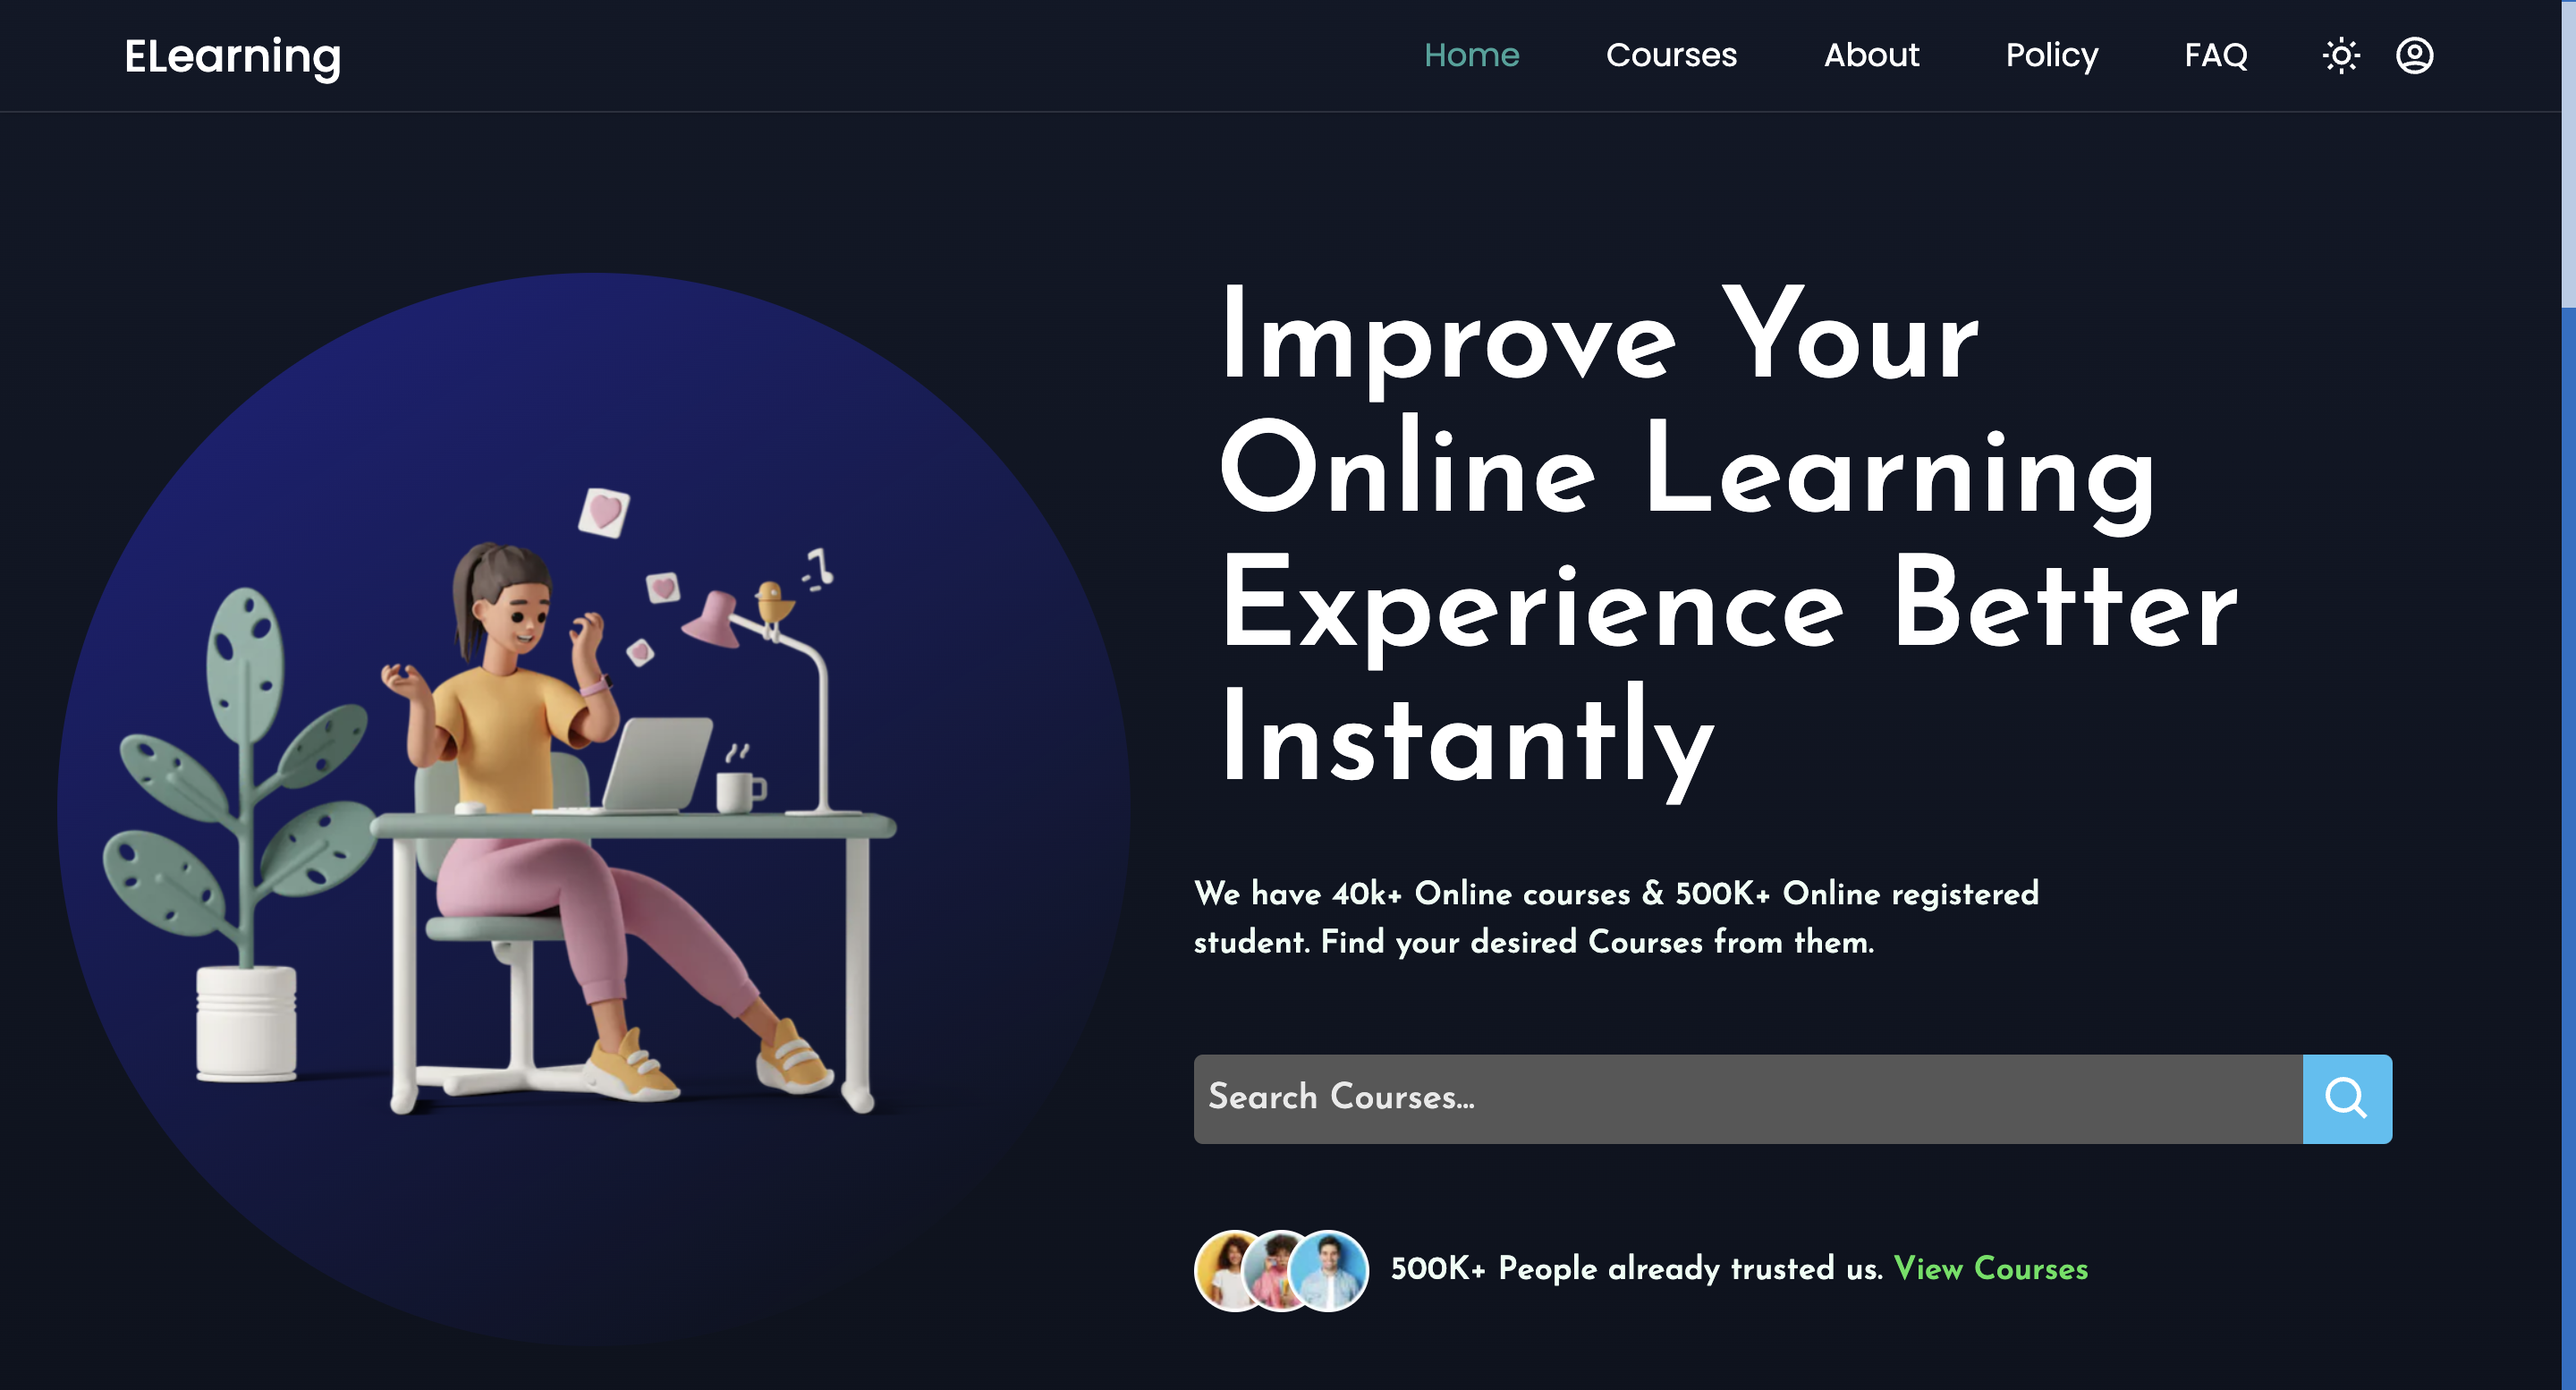 ELearning
Home Courses About Policy FAQ
Improve Your
Online Learning
Experience Better
Instantly
We have 40k+ Online courses & 500K+ Online registered
student. Find your desired Courses from them.
Search Courses...
500K+ People already trusted us. View Courses